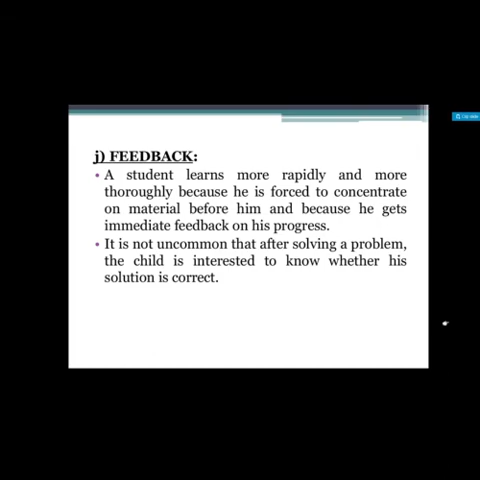 j) FEEDBACK:
• A student learns more rapidly and more
thoroughly because he is forced to concentrate
on material before him and because he gets
immediate feedback on his progress.
• It is not uncommon that after solving a problem,
the child is interested to know whether his
solution is correct.